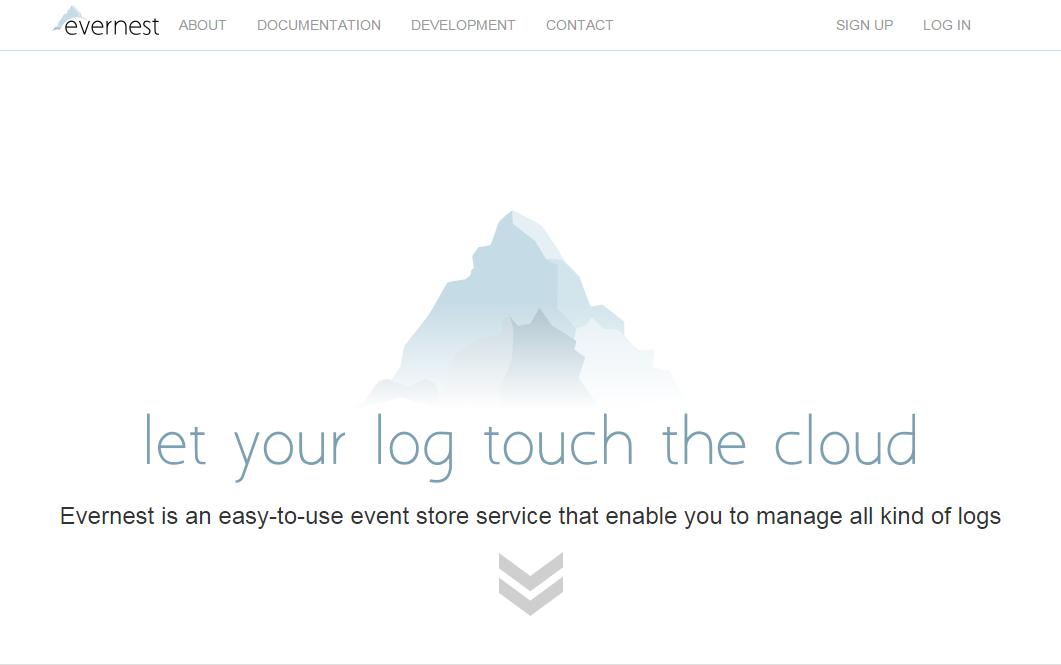 evernest ABOUT DOCUMENTATION DEVELOPMENT CONTACT SIGN UP LOG IN
let your log touch the cloud
Evernest is an easy-to-use event store service that enable you to manage all kind of logs